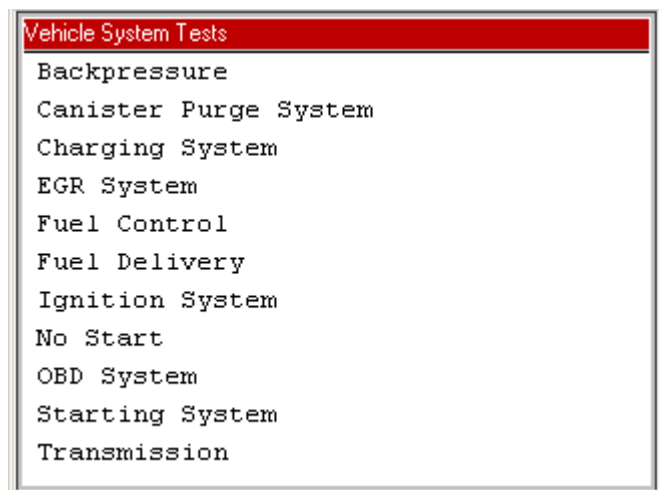 Vehicle System Tests
Backpressure
Canister Purge System
Charging System
EGR System
Fuel Control
Fuel Delivery
Ignition System
No Start
OBD System
Starting System
Transmission